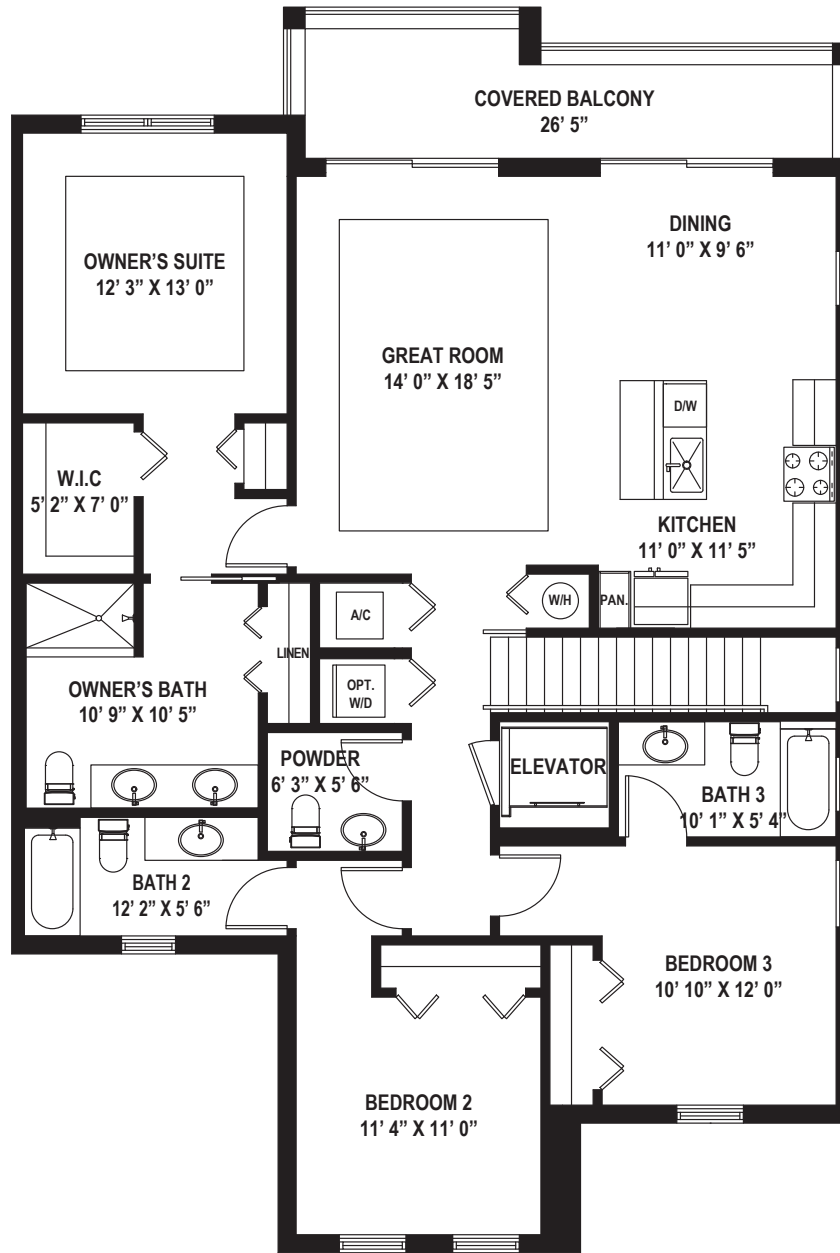 COVERED BALCONY
26’ 5”
DINING
11’ 0” X 9’ 6”
OWNER’S SUITE
12’ 3” X 13’ 0”
GREAT ROOM
14’ 0” X 18’ 5”
D/W
W.I.C
5’ 2” X 7’ 0”
KITCHEN
11’ 0” X 11’ 5”
A/C
W/H
PAN.
LINEN
OPT.
W/D
OWNER’S BATH
10’ 9” X 10’ 5”
POWDER
6’ 3” X 5’ 6”
ELEVATOR
BATH 3
10’ 1” X 5’ 4”
BATH 2
12’ 2” X 5’ 6”
BEDROOM 3
10’ 10” X 12’ 0”
BEDROOM 2
11’ 4” X 11’ 0”